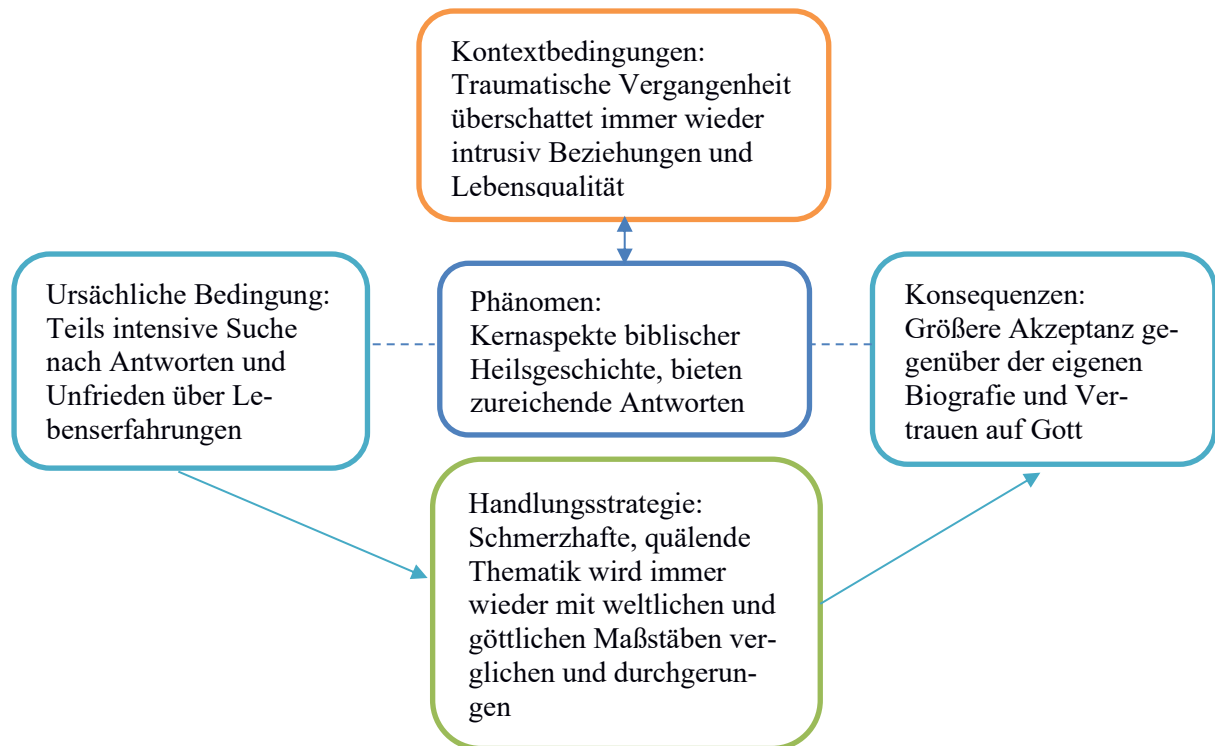 Kontextbedingungen:
Traumatische Vergangenheit
überschattet immer wieder
intrusiv Beziehungen und
Lebensqualität
Ursächliche Bedingung:
Teils intensive Suche
nach Antworten und
Unfrieden über Le-
benserfahrungen
Phänomen:
Kernaspekte biblischer
Heilsgeschichte, bieten
zureichende Antworten
Konsequenzen:
Größere Akzeptanz ge-
genüber der eigenen
Biografie und Ver-
trauen auf Gott
Handlungsstrategie:
Schmerzhafte, quälende
Thematik wird immer
wieder mit weltlichen und
göttlichen Maßstäben ver-
glichen und durchgerun-
gen